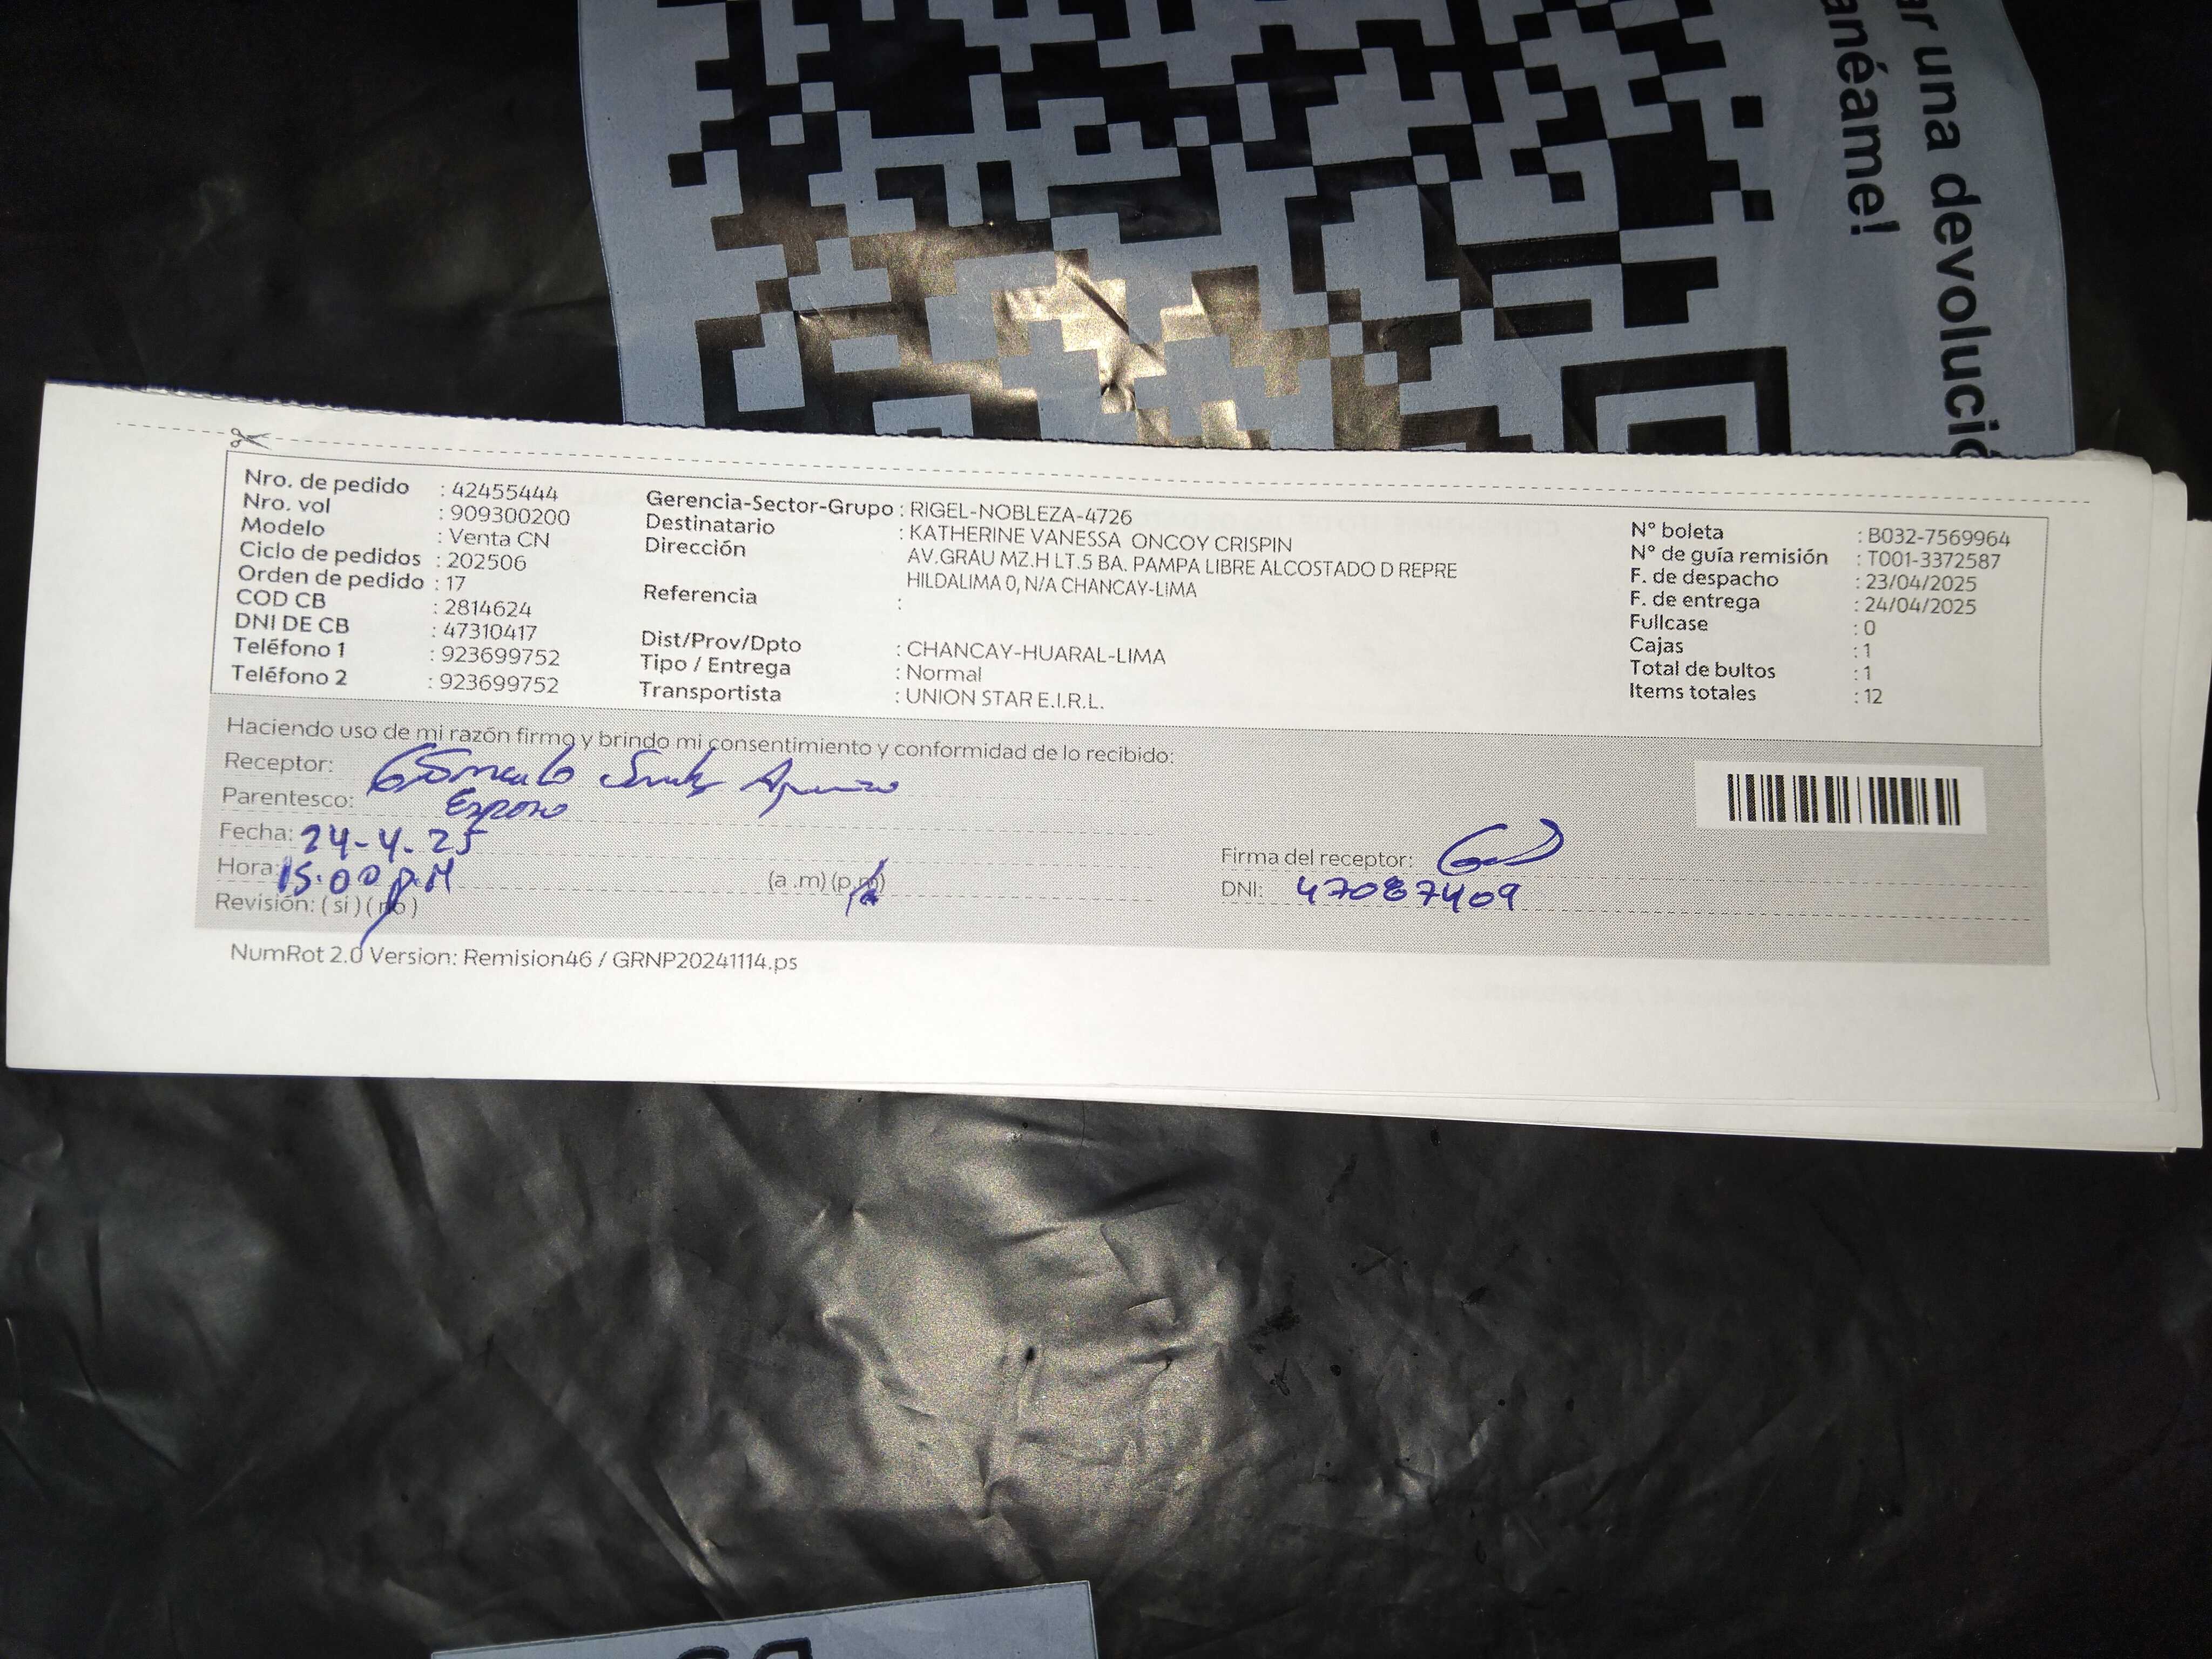 ar una devolució
anéame!
Nro. de pedido : 42455444
Nro. vol : 909300200
Modelo : Venta CN
Ciclo de pedidos : 202506
Orden de pedido : 17
COD CB : 2814624
DNI DE CB : 47310417
Teléfono 1 : 923699752
Teléfono 2 : 923699752
Gerencia-Sector-Grupo : RIGEL-NOBLEZA-4726
Destinatario : KATHERINE VANESSA ONCOY CRISPIN
Dirección AV.GRAU MZ.H LT.5 BA. PAMPA LIBRE ALCOSTADO D REPRE
HILDALIMA 0, N/A CHANCAY-LIMA
Referencia :
Dist/Prov/Dpto : CHANCAY-HUARAL-LIMA
Tipo / Entrega : Normal
Transportista : UNION STAR E.I.R.L.
N° boleta : B032-7569964
N° de guía remisión : T001-3372587
F. de despacho : 23/04/2025
F. de entrega : 24/04/2025
Fullcase : 0
Cajas : 1
Total de bultos : 1
Items totales : 12
Haciendo uso de mi razón firmo y brindo mi consentimiento y conformidad de lo recibido:
Receptor:
Parentesco: Esposo
Fecha: 24-4-25
Hora: 15:00 pM (a .m) (p.m)
Revisión: ( si ) ( no )
Firma del receptor:
DNI: 47087409
NumRot 2.0 Version: Remision46 / GRNP20241114.ps